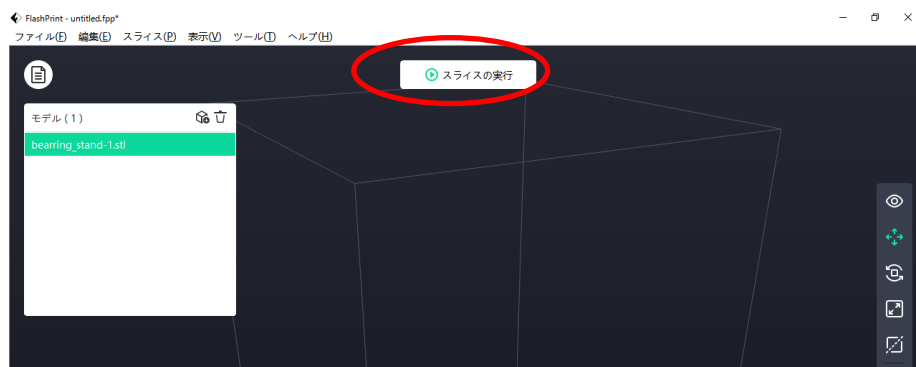 FlashPrint - untitled.fpp*
ファイル(F) 編集(E) スライス(P) 表示(V) ツール(T) ヘルプ(H)
スライスの実行
モデル ( 1 )
bearring_stand-1.stl